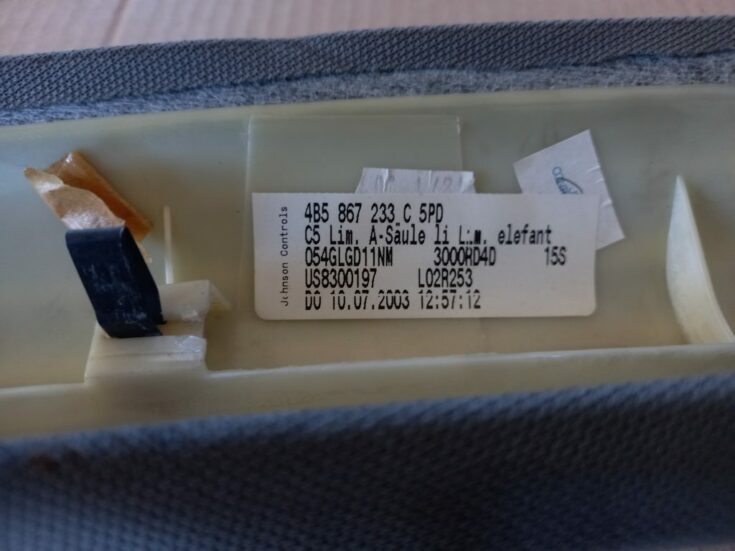 Johnson Controls
4B5 867 233 C 5PD
C5 Lim. A-Säule li Lim. elefant
054GLGD11NM 3000RD4D 15S
US8300197 L02R253
DO 10.07.2003 12:57:12